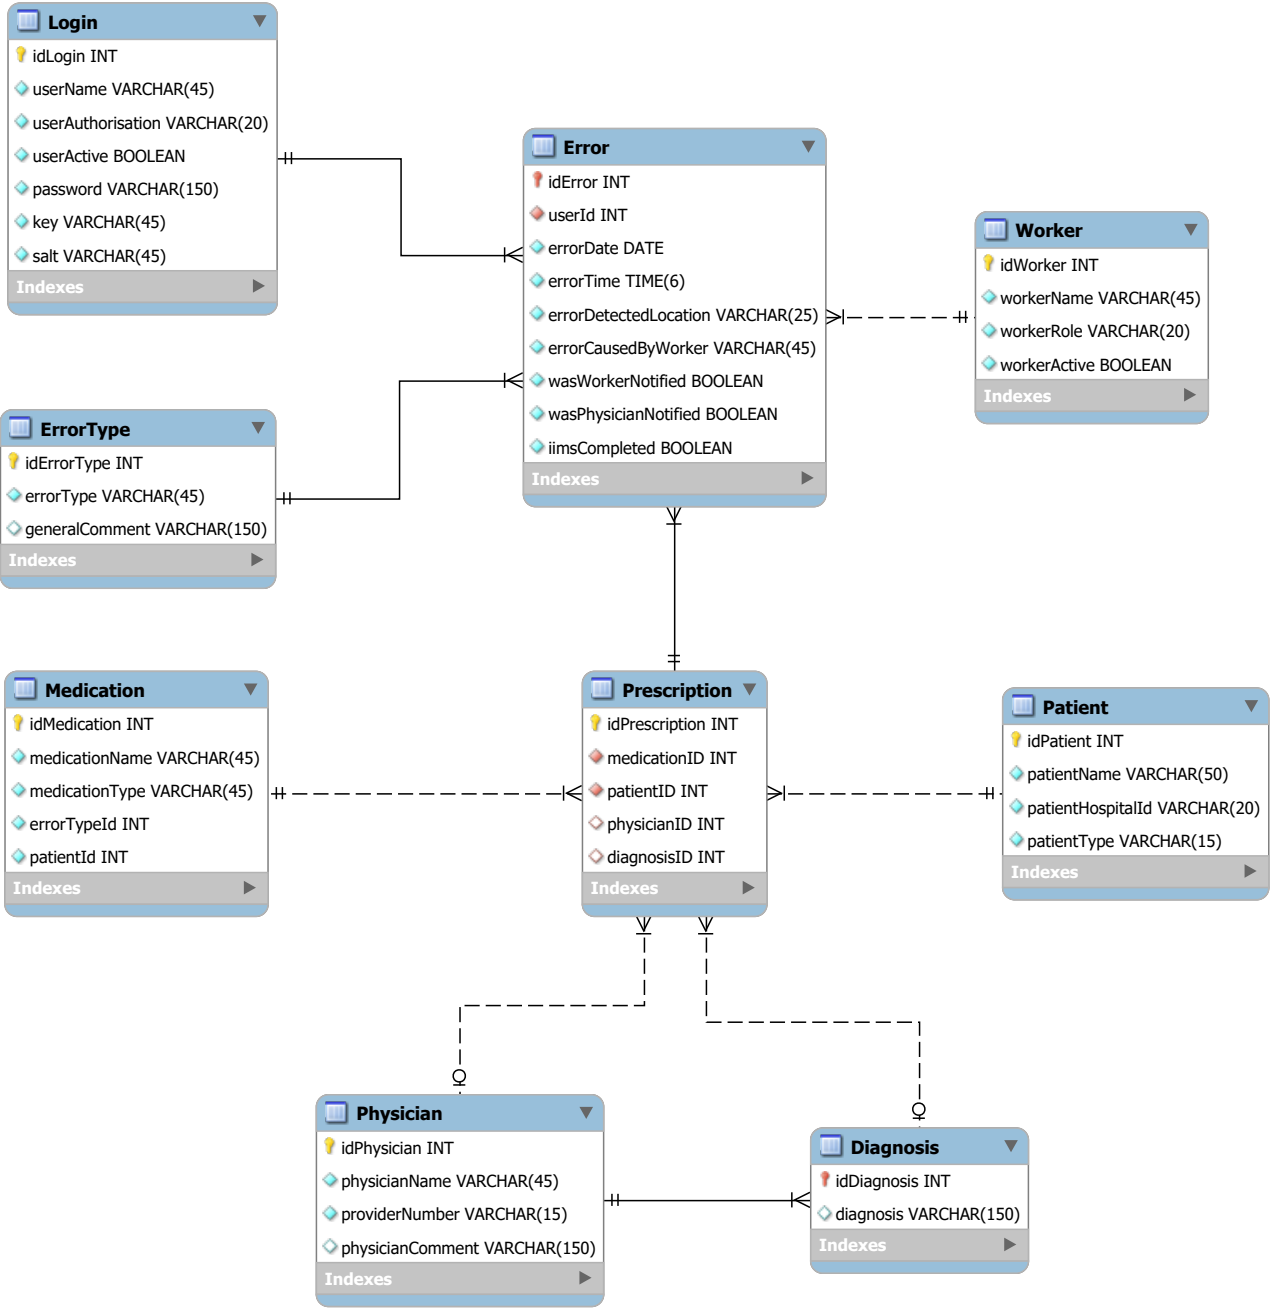 Login
idLogin INT
userName VARCHAR(45)
userAuthorisation VARCHAR(20)
userActive BOOLEAN
password VARCHAR(150)
key VARCHAR(45)
salt VARCHAR(45)
Indexes
Error
idError INT
userId INT
errorDate DATE
errorTime TIME(6)
errorDetectedLocation VARCHAR(25)
errorCausedByWorker VARCHAR(45)
wasWorkerNotified BOOLEAN
wasPhysicianNotified BOOLEAN
iimsCompleted BOOLEAN
Indexes
Worker
idWorker INT
workerName VARCHAR(45)
workerRole VARCHAR(20)
workerActive BOOLEAN
Indexes
ErrorType
idErrorType INT
errorType VARCHAR(45)
generalComment VARCHAR(150)
Indexes
Medication
idMedication INT
medicationName VARCHAR(45)
medicationType VARCHAR(45)
errorTypeId INT
patientId INT
Indexes
Prescription
idPrescription INT
medicationID INT
patientID INT
physicianID INT
diagnosisID INT
Indexes
Patient
idPatient INT
patientName VARCHAR(50)
patientHospitalId VARCHAR(20)
patientType VARCHAR(15)
Indexes
Physician
idPhysician INT
physicianName VARCHAR(45)
providerNumber VARCHAR(15)
physicianComment VARCHAR(150)
Indexes
Diagnosis
idDiagnosis INT
diagnosis VARCHAR(150)
Indexes